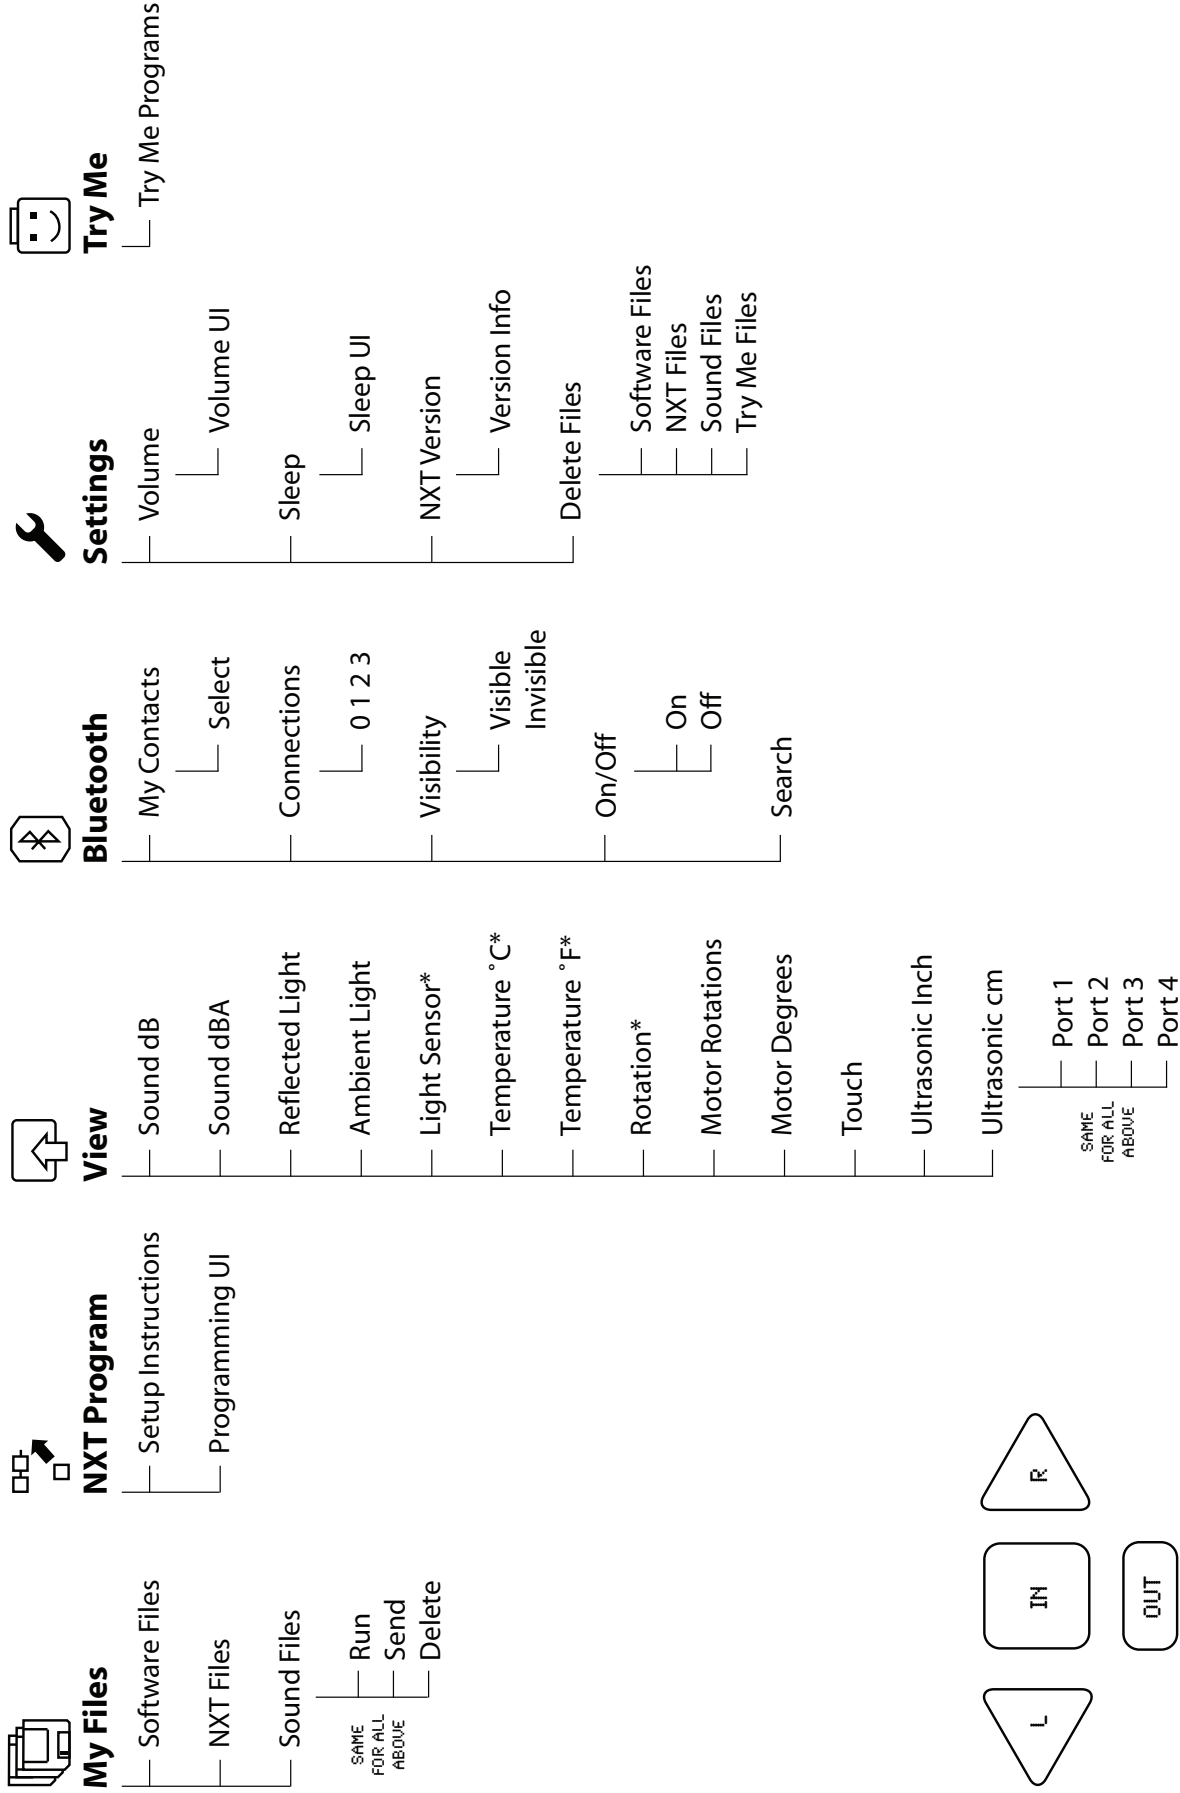 My Files
Software Files
NXT Files
Sound Files
SAME
FOR ALL
ABOVE
Run
Send
Delete
NXT Program
Setup Instructions
Programming UI
View
Sound dB
Sound dBA
Reflected Light
Ambient Light
Light Sensor*
Temperature ˚C*
Temperature ˚F*
Rotation*
Motor Rotations
Motor Degrees
Touch
Ultrasonic Inch
Ultrasonic cm
SAME
FOR ALL
ABOVE
Port 1
Port 2
Port 3
Port 4
Bluetooth
My Contacts
Select
Connections
0 1 2 3
Visibility
Visible
Invisible
On/Off
On
Off
Search
Settings
Volume
Volume UI
Sleep
Sleep UI
NXT Version
Version Info
Delete Files
Software Files
NXT Files
Sound Files
Try Me Files
Try Me
Try Me Programs
L
IN
R
OUT